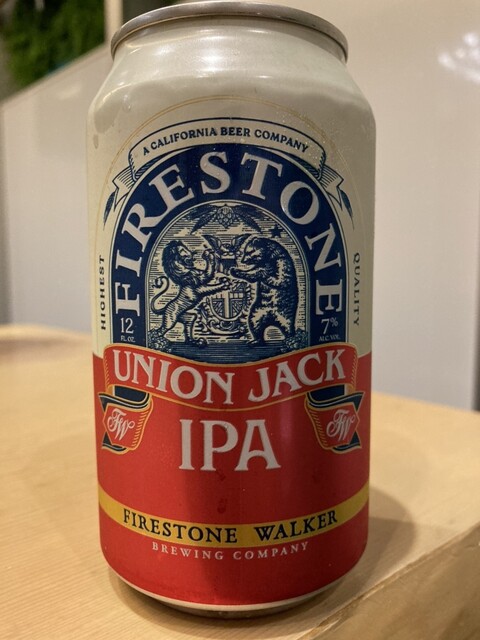 A CALIFORNIA BEER COMPANY
FIRESTONE
HIGHEST
QUALITY
12
FL. OZ.
7%
ALC. VOL.
UNION JACK
FW
IPA
FW
FIRESTONE WALKER
BREWING COMPANY